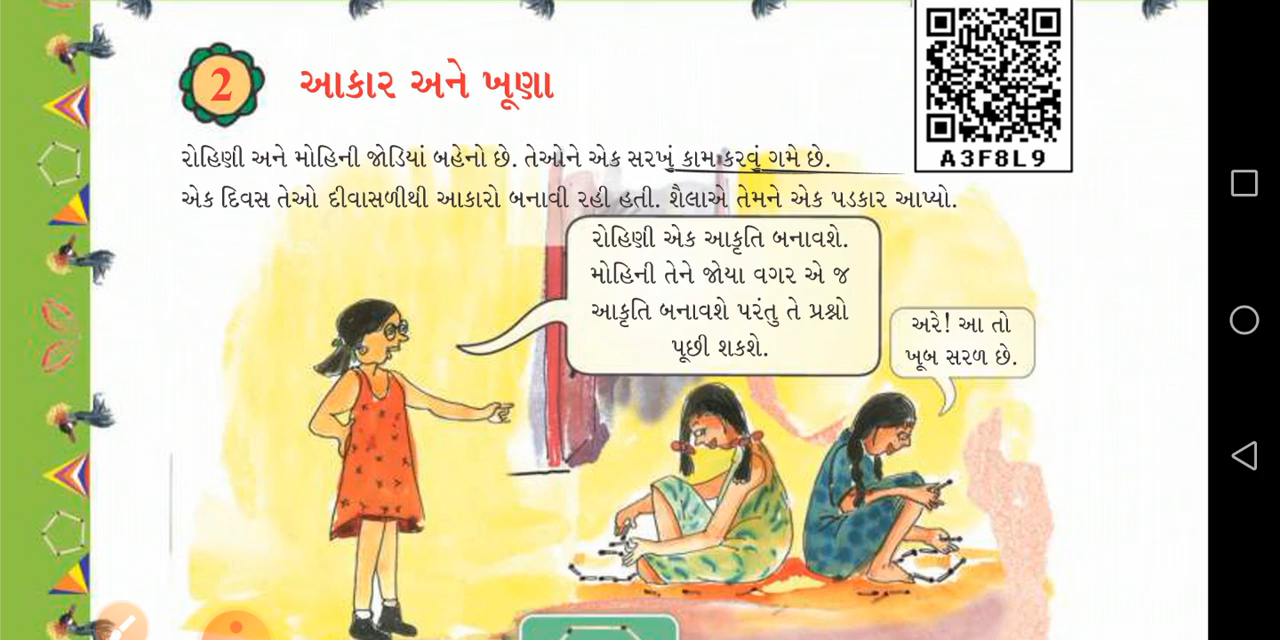 2 આકાર અને ખૂણા
A3F8L9
રોહિણી અને મોહિની જોડિયાં બહેનો છે. તેઓને એક સરખું કામ કરવું ગમે છે.
એક દિવસ તેઓ દીવાસળીથી આકારો બનાવી રહી હતી. શૈલાએ તેમને એક પડકાર આપ્યો.
રોહિણી એક આકૃતિ બનાવશે.
મોહિની તેને જોયા વગર એ જ
આકૃતિ બનાવશે પરંતુ તે પ્રશ્નો
પૂછી શકશે.
અરે! આ તો
ખૂબ સરળ છે.